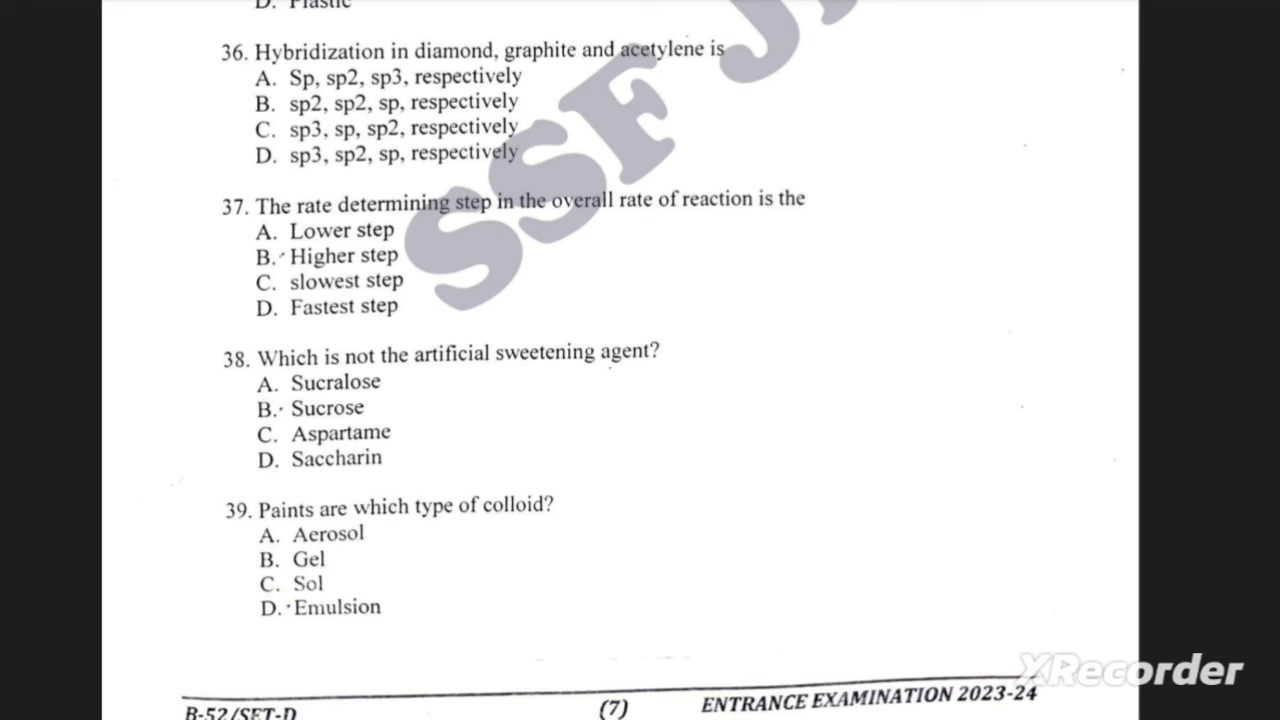 D. Plastic
36. Hybridization in diamond, graphite and acetylene is
A. Sp, sp2, sp3, respectively
B. sp2, sp2, sp, respectively
C. sp3, sp, sp2, respectively
D. sp3, sp2, sp, respectively
37. The rate determining step in the overall rate of reaction is the
A. Lower step
B. Higher step
C. slowest step
D. Fastest step
38. Which is not the artificial sweetening agent?
A. Sucralose
B. Sucrose
C. Aspartame
D. Saccharin
39. Paints are which type of colloid?
A. Aerosol
B. Gel
C. Sol
D. Emulsion
SSF
XRecorder
B-52/SET-D (7) ENTRANCE EXAMINATION 2023-24